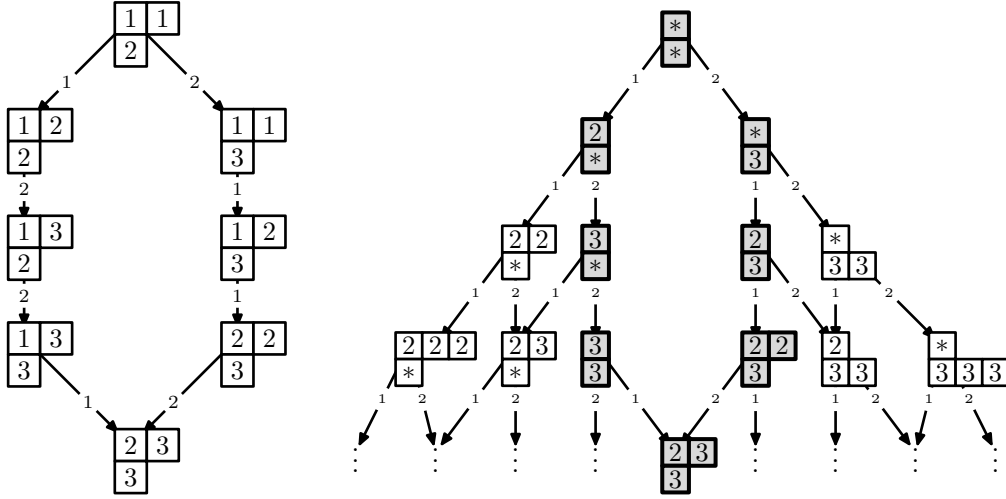 1 1
2
1 2
1 2 1 1
2 3
2 1
1 3 1 2
2 3
2 1
1 3 2 2
3 3
1 2
2 3
3
*
*
1 2
2 *
* 3
1 2 1 2
2 2 3 2 *
* * 3 3 3
1 2 1 2 1 2 1 2
2 2 2 2 3 3 2 2 2 *
* * 3 3 3 3 3 3 3
1 2 1 2 2 1 2 1 1 2 1 2
⋮ ⋮ ⋮ ⋮ 2 3 ⋮ ⋮ ⋮ ⋮
3